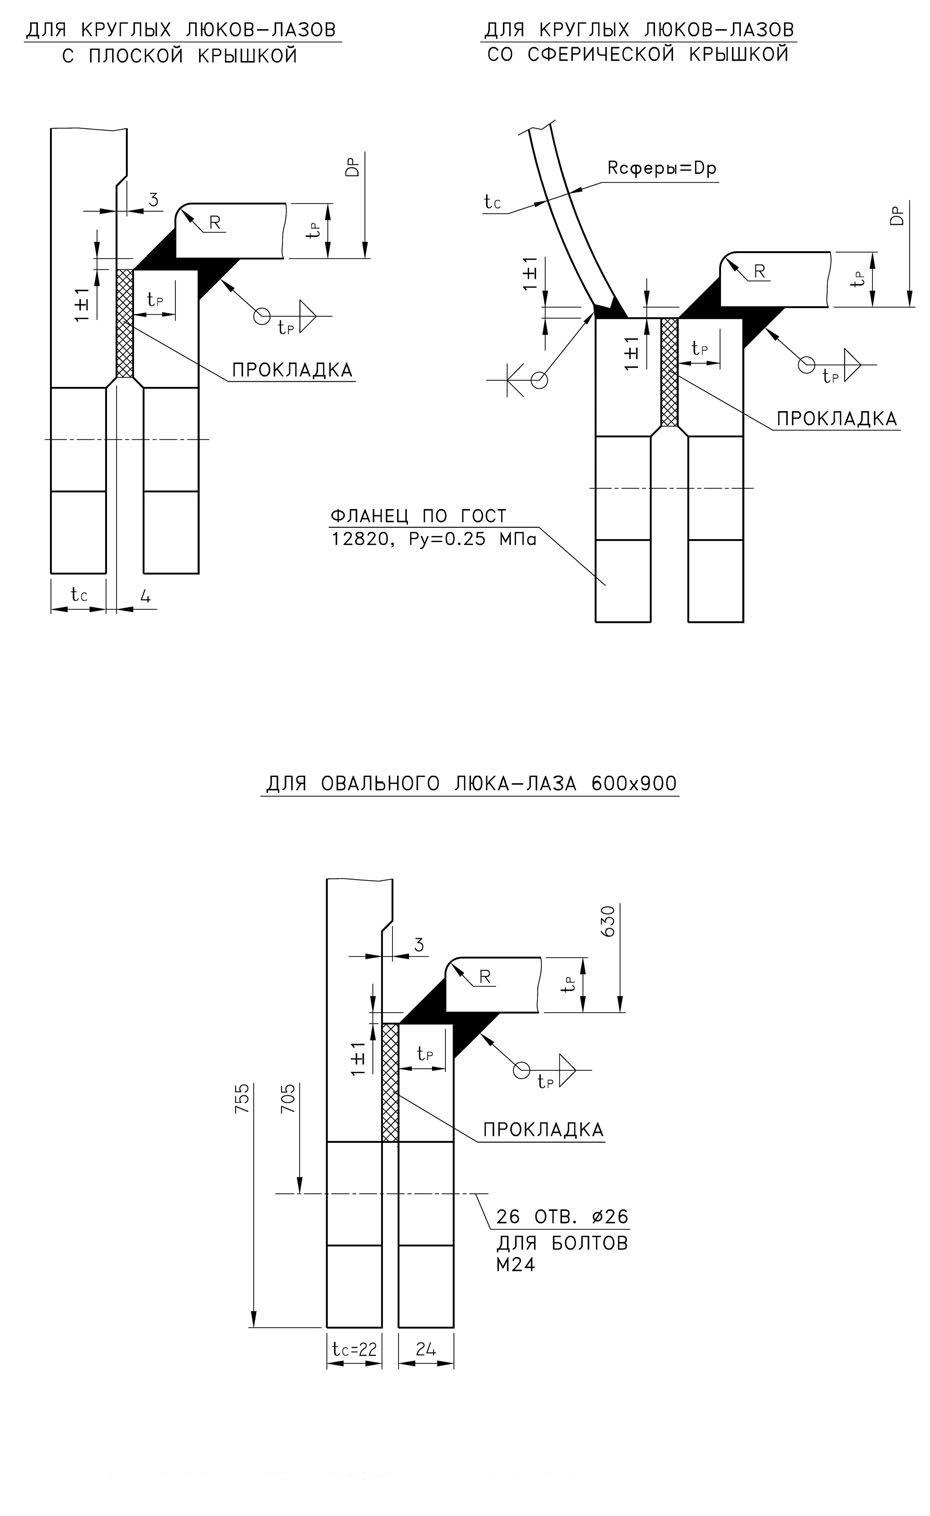 ДЛЯ КРУГЛЫХ ЛЮКОВ-ЛАЗОВ
С ПЛОСКОЙ КРЫШКОЙ
3
R
tP
DP
1±1
tP
tP
ПРОКЛАДКА
tC
4
ДЛЯ КРУГЛЫХ ЛЮКОВ-ЛАЗОВ
СО СФЕРИЧЕСКОЙ КРЫШКОЙ
Rсферы=Dp
tC
DP
R
tP
1±1
1±1
tP
tP
ПРОКЛАДКА
ФЛАНЕЦ ПО ГОСТ
12820, Ру=0.25 МПа
ДЛЯ ОВАЛЬНОГО ЛЮКА-ЛАЗА 600х900
3
R
tP
630
1±1
tP
tP
755
705
ПРОКЛАДКА
26 ОТВ. ⌀26
ДЛЯ БОЛТОВ
М24
tC=22
24